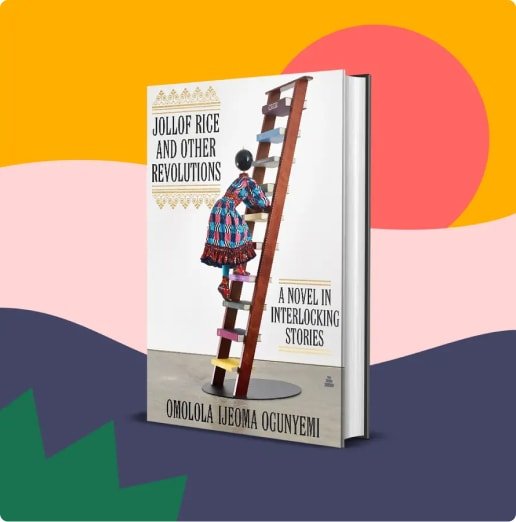 JOLLOF RICE
AND OTHER
REVOLUTIONS
A NOVEL IN
INTERLOCKING
STORIES
OMOLOLA IJEOMA OGUNYEMI